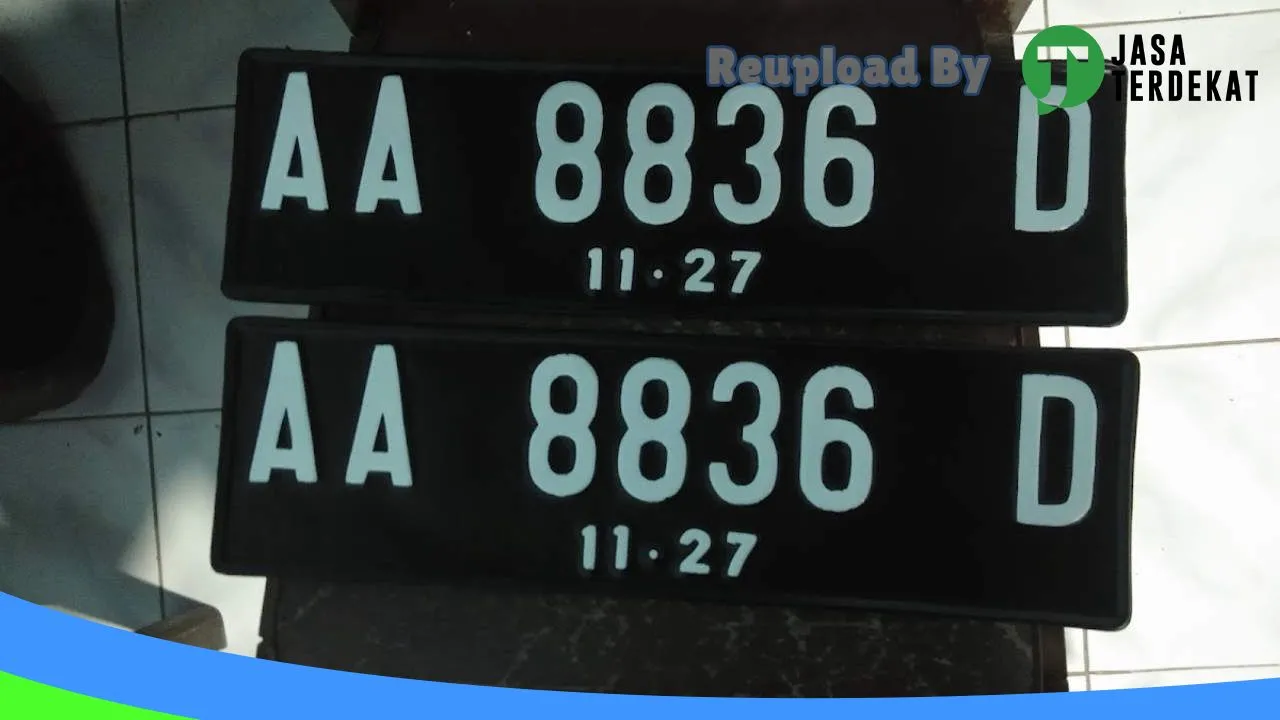 Reupload By
JASA
TERDEKAT
AA 8836 D
11·27
AA 8836 D
11·27